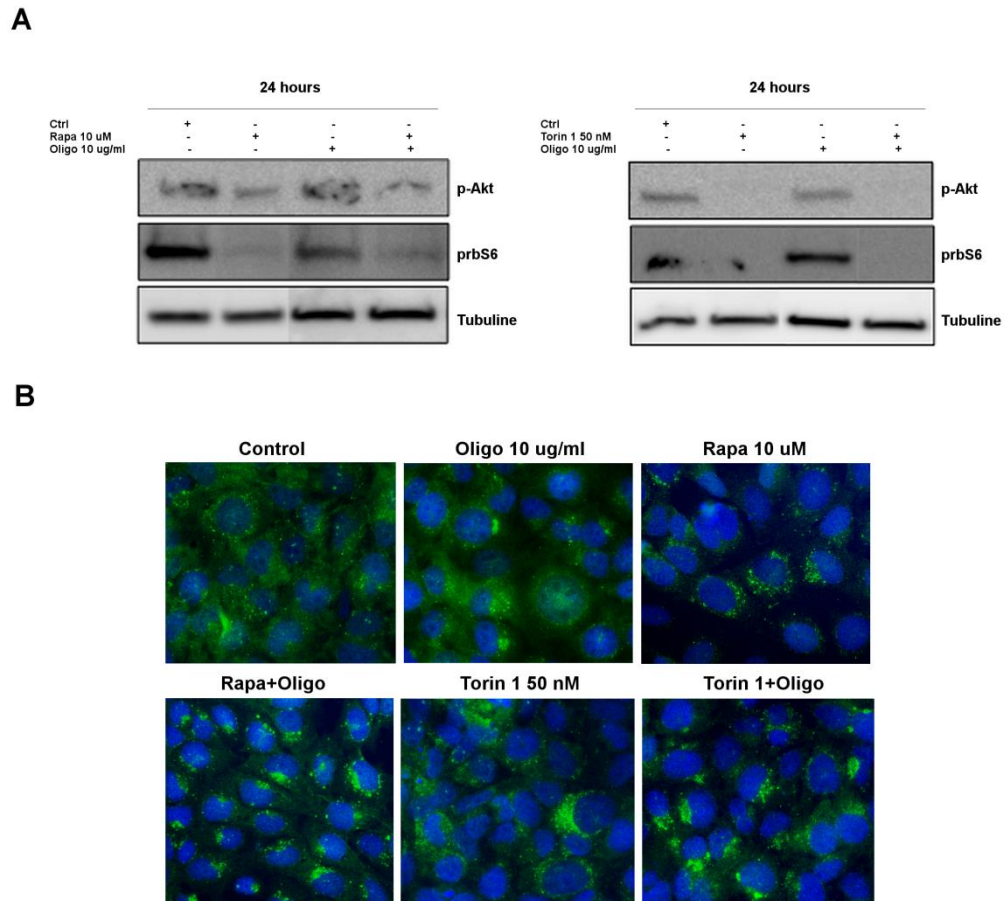 A
24 hours
Ctrl + - - -
Rapa 10 uM - + - +
Oligo 10 ug/ml - - + +
p-Akt
prbS6
Tubuline
24 hours
Ctrl + - - -
Torin 1 50 nM - + - +
Oligo 10 ug/ml - - + +
p-Akt
prbS6
Tubuline
B
Control Oligo 10 ug/ml Rapa 10 uM
Rapa+Oligo Torin 1 50 nM Torin 1+Oligo